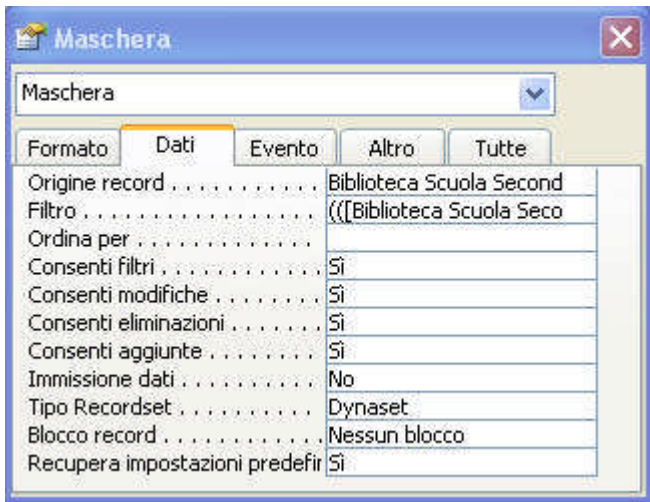 Maschera
Maschera
Formato Dati Evento Altro Tutte
Origine record . . . . . . . . . . . Biblioteca Scuola Second
Filtro . . . . . . . . . . . . . . . . . (([Biblioteca Scuola Seco
Ordina per . . . . . . . . . . . . .
Consenti filtri . . . . . . . . . . . . Sì
Consenti modifiche . . . . . . . . Sì
Consenti eliminazioni . . . . . . . Sì
Consenti aggiunte . . . . . . . . . Sì
Immissione dati . . . . . . . . . . . No
Tipo Recordset . . . . . . . . . . Dynaset
Blocco record . . . . . . . . . . . . Nessun blocco
Recupera impostazioni predefir Sì